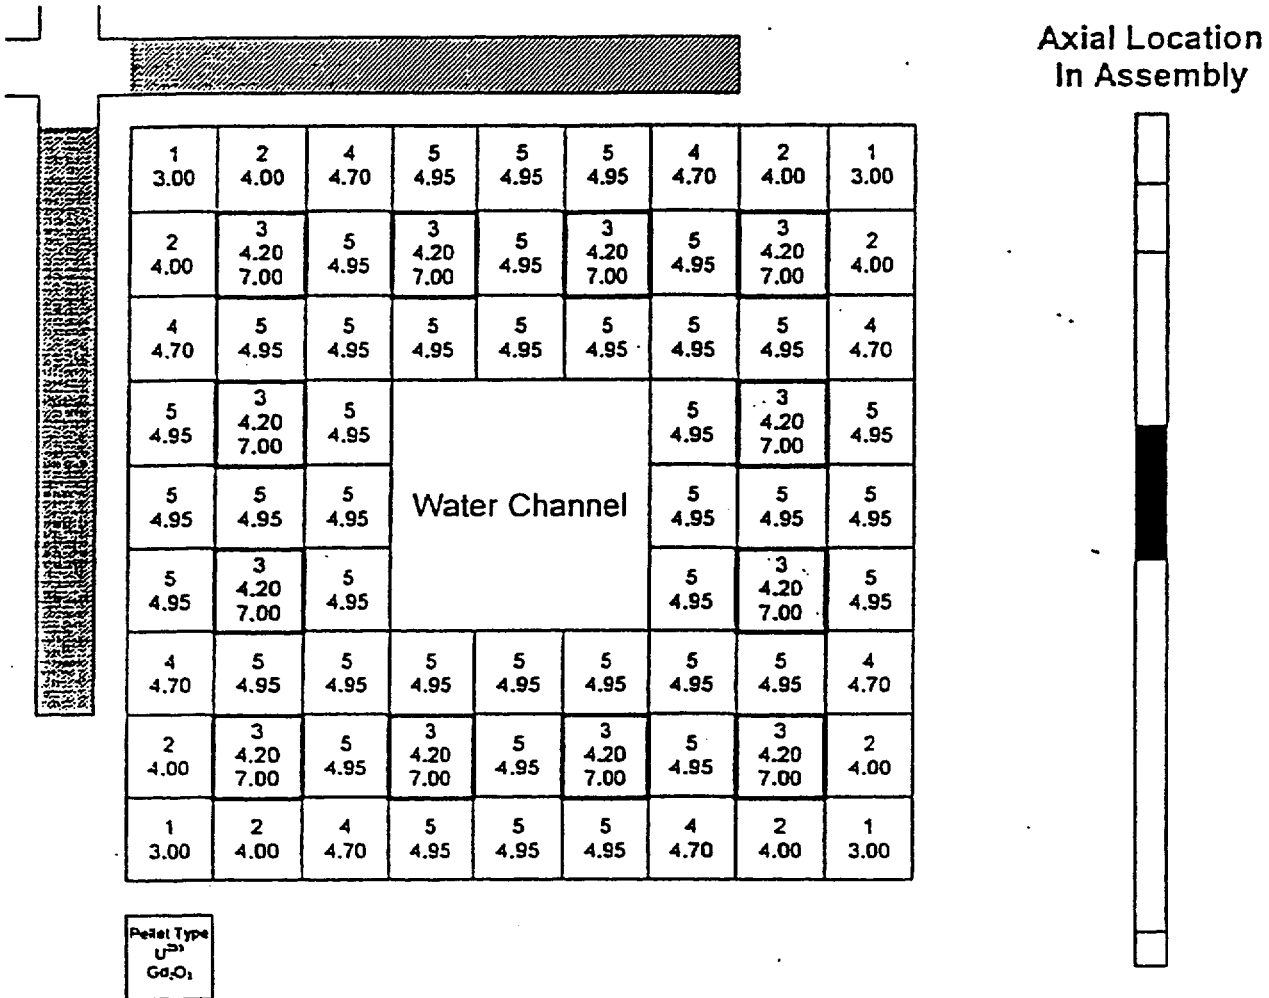 Axial Location
In Assembly
1 2 4 5 5 5 4 2 1
3.00 4.00 4.70 4.95 4.95 4.95 4.70 4.00 3.00
2 3 5 3 5 3 5 3 2
4.00 4.20 4.95 4.20 4.95 4.20 4.95 4.20 4.00
7.00 7.00 7.00 7.00
4 5 5 5 5 5 5 5 4
4.70 4.95 4.95 4.95 4.95 4.95 4.95 4.95 4.70
5 3 5 5 3 5
4.95 4.20 4.95 4.95 4.20 4.95
7.00 7.00
5 5 5 5 5 5
4.95 4.95 4.95 Water Channel 4.95 4.95 4.95
5 3 5 5 3 5
4.95 4.20 4.95 4.95 4.20 4.95
7.00 7.00
4 5 5 5 5 5 5 5 4
4.70 4.95 4.95 4.95 4.95 4.95 4.95 4.95 4.70
2 3 5 3 5 3 5 3 2
4.00 4.20 4.95 4.20 4.95 4.20 4.95 4.20 4.00
7.00 7.00 7.00 7.00
1 2 4 5 5 5 4 2 1
3.00 4.00 4.70 4.95 4.95 4.95 4.70 4.00 3.00
Pellet Type
U²³⁵
Gd₂O₃